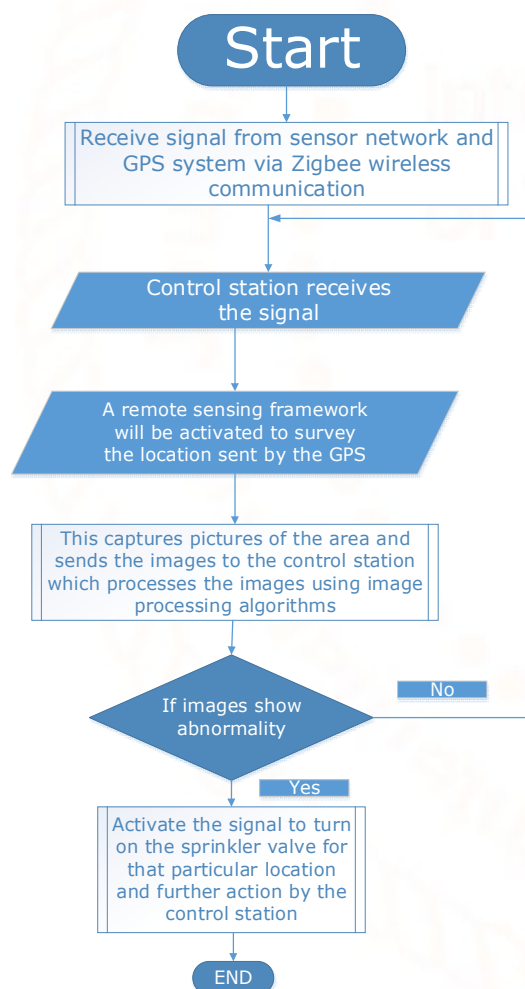 Start
Receive signal from sensor network and
GPS system via Zigbee wireless
communication
Control station receives
the signal
A remote sensing framework
will be activated to survey
the location sent by the GPS
This captures pictures of the area and
sends the images to the control station
which processes the images using image
processing algorithms
If images show
abnormality
No
Yes
Activate the signal to turn
on the sprinkler valve for
that particular location
and further action by the
control station
END